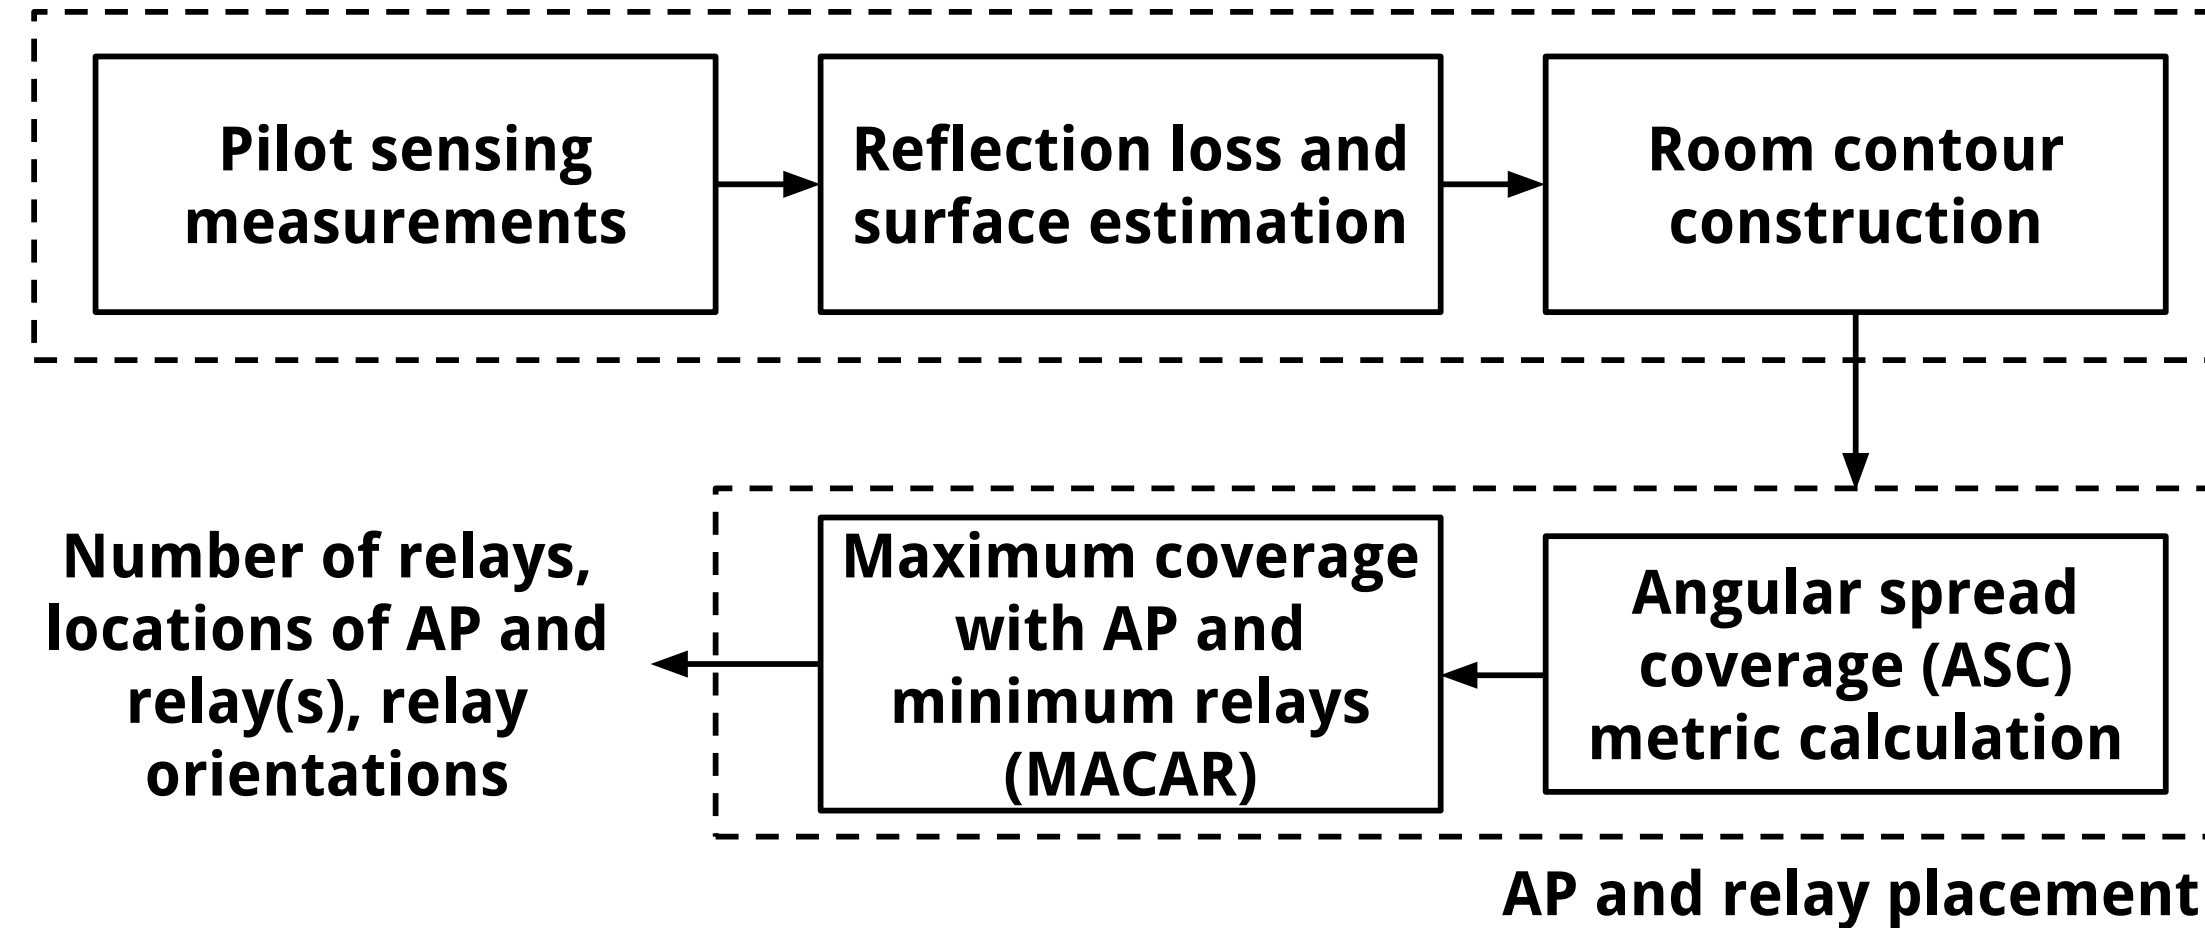 Pilot sensing
measurements
Reflection loss and
surface estimation
Room contour
construction
Angular spread
coverage (ASC)
metric calculation
Maximum coverage
with AP and
minimum relays
(MACAR)
Number of relays,
locations of AP and
relay(s), relay
orientations
AP and relay placement